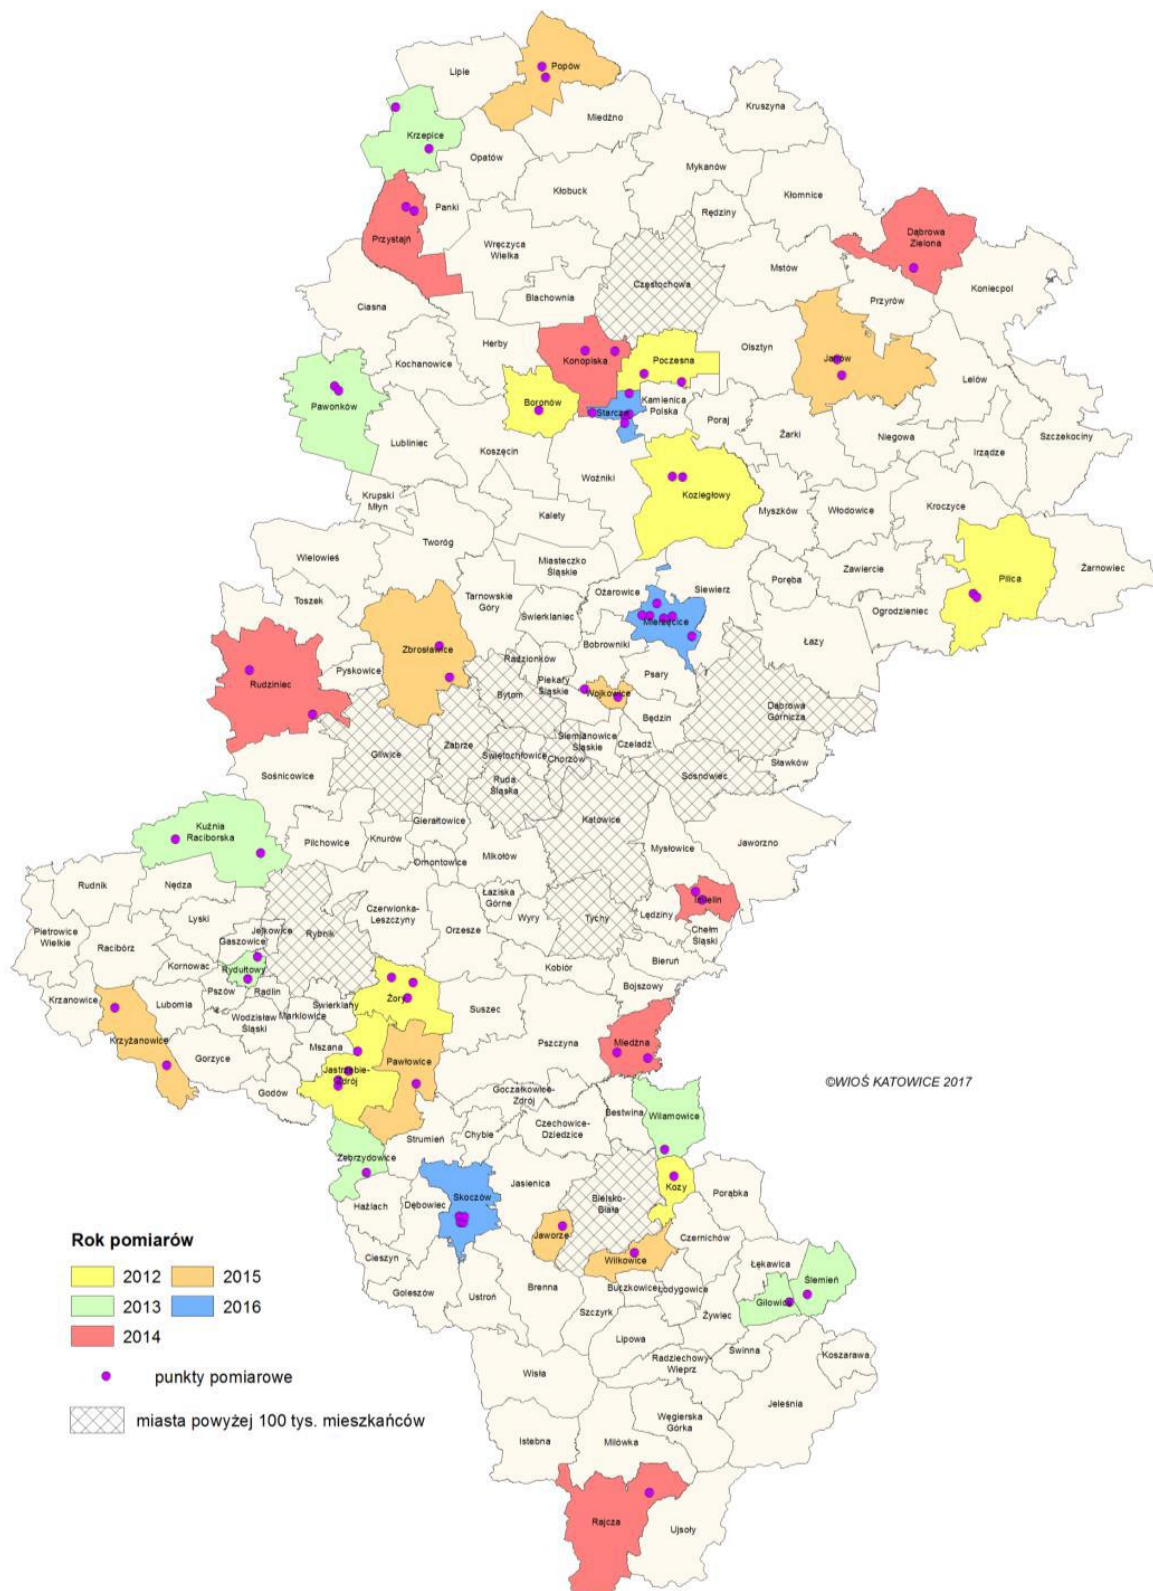 Lipie
Popów
Kruszyna
Miedźno
Krzepice
Opatów
Mykanów
Kłobuck
Kłomnice
Panki
Rędziny
Przystajń
Dąbrowa
Zielona
Wręczyca
Wielka
Mstów
Częstochowa
Koniecpol
Blachownia
Przyrów
Ciasna
Herby
Olsztyn
Konopiska
Poczesna
Janów
Kochanowice
Lelów
Pawonków
Boronów
Kamienica
Polska
Starcza
Poraj
Żarki
Niegowa
Szczekociny
Lubliniec
Koszęcin
Irządze
Woźniki
Koziegłowy
Krupski
Młyn
Kalety
Myszków
Włodowice
Kroczyce
Tworóg
Wielowieś
Miasteczko
Śląskie
Poręba
Zawiercie
Pilica
Żarnowiec
Toszek
Tarnowskie
Góry
Ożarowice
Siewierz
Świerklaniec
Mierzęcice
Ogrodzieniec
Zbrosławice
Bobrowniki
Łazy
Radzionków
Rudziniec
Pyskowice
Piekary
Śląskie
Psary
Bytom
Wojkowice
Dąbrowa
Górnicza
Będzin
Siemianowice
Śląskie
Czeladź
Gliwice
Zabrze
Świętochłowice
Chorzów
Sławków
Sośnicowice
Ruda
Śląska
Sosnowiec
Katowice
Gierałtowice
Kuźnia
Raciborska
Pilchowice
Knurów
Mysłowice
Jaworzno
Ornontowice
Mikołów
Rudnik
Nędza
Łaziska
Górne
Imielin
Czerwionka-
Leszczyny
Wyry
Tychy
Lędziny
Lyski
Pietrowice
Wielkie
Jejkowice
Rybnik
Orzesze
Chełm
Śląski
Racibórz
Gaszowice
Bieruń
Kornowac
Rydułtowy
Kobiór
Bojszowy
Krzanowice
Lubomia
Pszów
Radlin
Żory
Świerklany
Suszec
Wodzisław
Śląski
Marklowice
Krzyżanowice
Mszana
Pszczyna
Miedźna
Gorzyce
Pawłowice
Jastrzębie-
Zdrój
Godów
Goczałkowice-
Zdrój
©WIOŚ KATOWICE 2017
Bestwina
Wilamowice
Strumień
Chybie
Czechowice-
Dziedzice
Zebrzydowice
Kozy
Jasienica
Porąbka
Hażlach
Dębowiec
Skoczów
Bielsko-
Biała
Jaworze
Czernichów
Cieszyn
Wilkowice
Łękawica
Ślemień
Rok pomiarów
2012
2015
2013
2016
2014
punkty pomiarowe
miasta powyżej 100 tys. mieszkańców
Goleszów
Ustroń
Brenna
Buczkowice
Łodygowice
Gilowice
Szczyrk
Żywiec
Lipowa
Świnna
Koszarawa
Radziechowy-
Wieprz
Wisła
Jeleśnia
Węgierska
Górka
Istebna
Milówka
Rajcza
Ujsoły